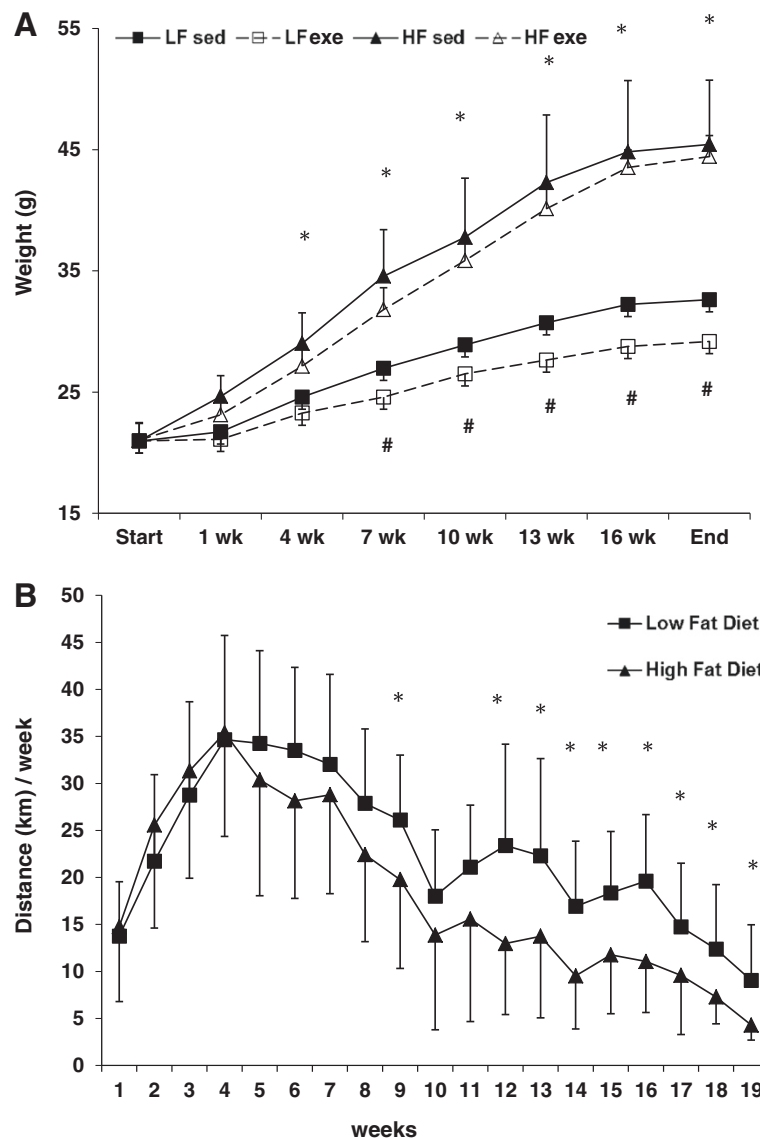 A
LF sed LF exe HF sed HF exe
55
45
35
25
15
Weight (g)
* * * * * * *
# # # # #
Start 1 wk 4 wk 7 wk 10 wk 13 wk 16 wk End
B
50
45
40
35
30
25
20
15
10
5
0
Distance (km) / week
Low Fat Diet
High Fat Diet
* * * * * * * * *
1 2 3 4 5 6 7 8 9 10 11 12 13 14 15 16 17 18 19
weeks